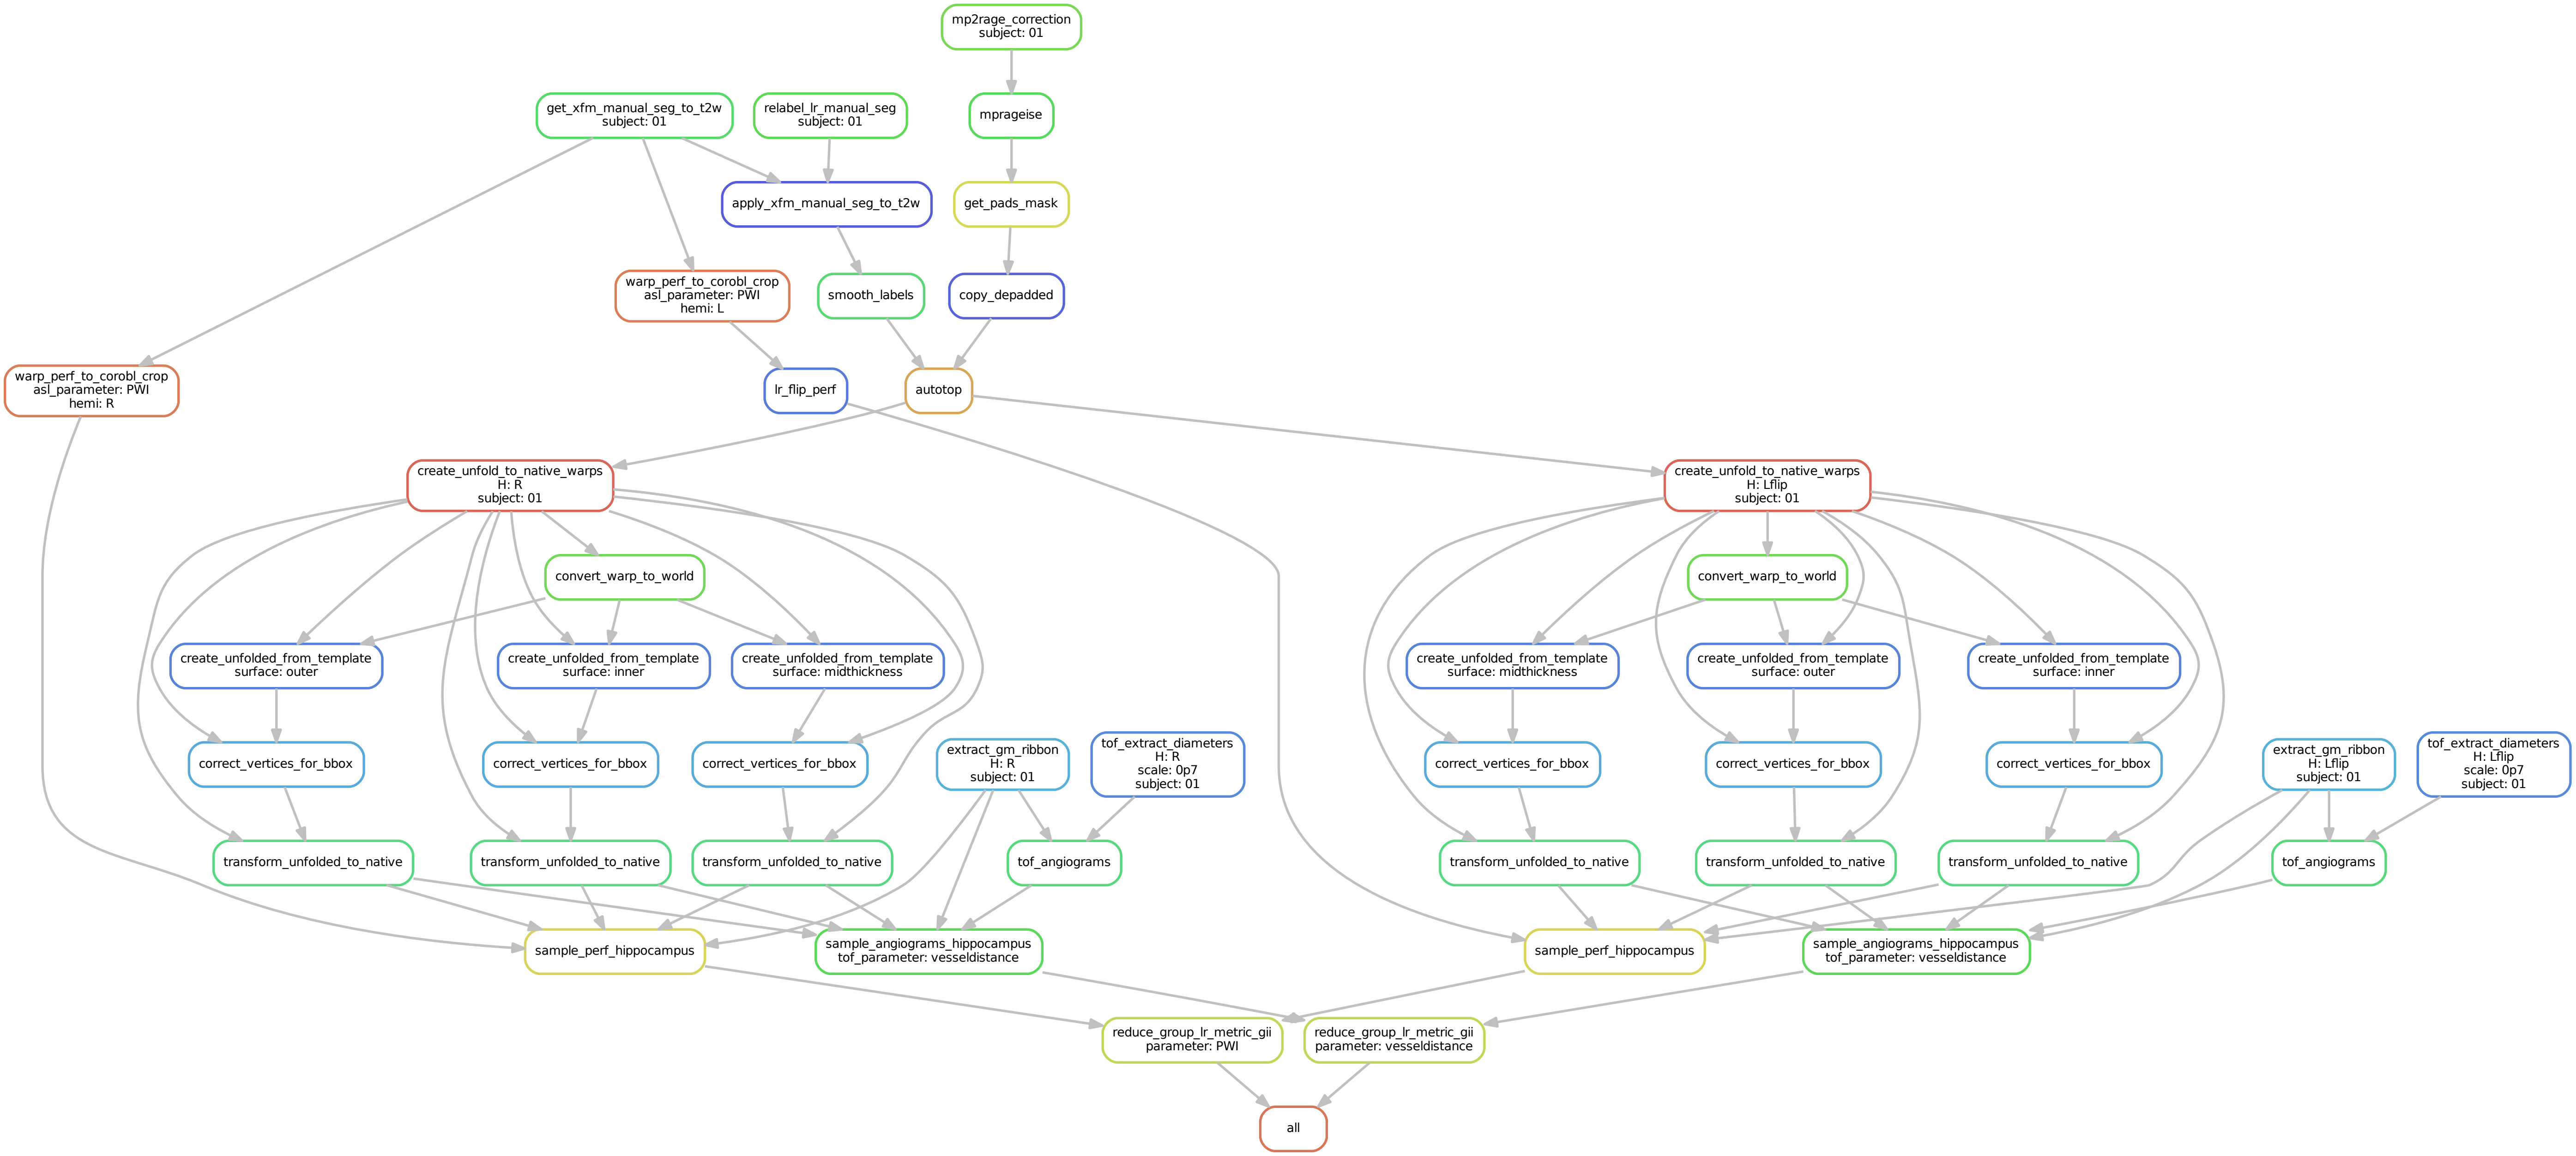 mp2rage_correction
subject: 01
get_xfm_manual_seg_to_t2w
subject: 01
relabel_lr_manual_seg
subject: 01
mprageise
apply_xfm_manual_seg_to_t2w
get_pads_mask
warp_perf_to_corobl_crop
asl_parameter: PWI
hemi: L
smooth_labels
copy_depadded
warp_perf_to_corobl_crop
asl_parameter: PWI
hemi: R
lr_flip_perf
autotop
create_unfold_to_native_warps
H: R
subject: 01
create_unfold_to_native_warps
H: Lflip
subject: 01
convert_warp_to_world
convert_warp_to_world
create_unfolded_from_template
surface: outer
create_unfolded_from_template
surface: inner
create_unfolded_from_template
surface: midthickness
create_unfolded_from_template
surface: midthickness
create_unfolded_from_template
surface: outer
create_unfolded_from_template
surface: inner
correct_vertices_for_bbox
correct_vertices_for_bbox
correct_vertices_for_bbox
extract_gm_ribbon
H: R
subject: 01
tof_extract_diameters
H: R
scale: 0p7
subject: 01
correct_vertices_for_bbox
correct_vertices_for_bbox
correct_vertices_for_bbox
extract_gm_ribbon
H: Lflip
subject: 01
tof_extract_diameters
H: Lflip
scale: 0p7
subject: 01
transform_unfolded_to_native
transform_unfolded_to_native
transform_unfolded_to_native
tof_angiograms
transform_unfolded_to_native
transform_unfolded_to_native
transform_unfolded_to_native
tof_angiograms
sample_perf_hippocampus
sample_angiograms_hippocampus
tof_parameter: vesseldistance
sample_perf_hippocampus
sample_angiograms_hippocampus
tof_parameter: vesseldistance
reduce_group_lr_metric_gii
parameter: PWI
reduce_group_lr_metric_gii
parameter: vesseldistance
all